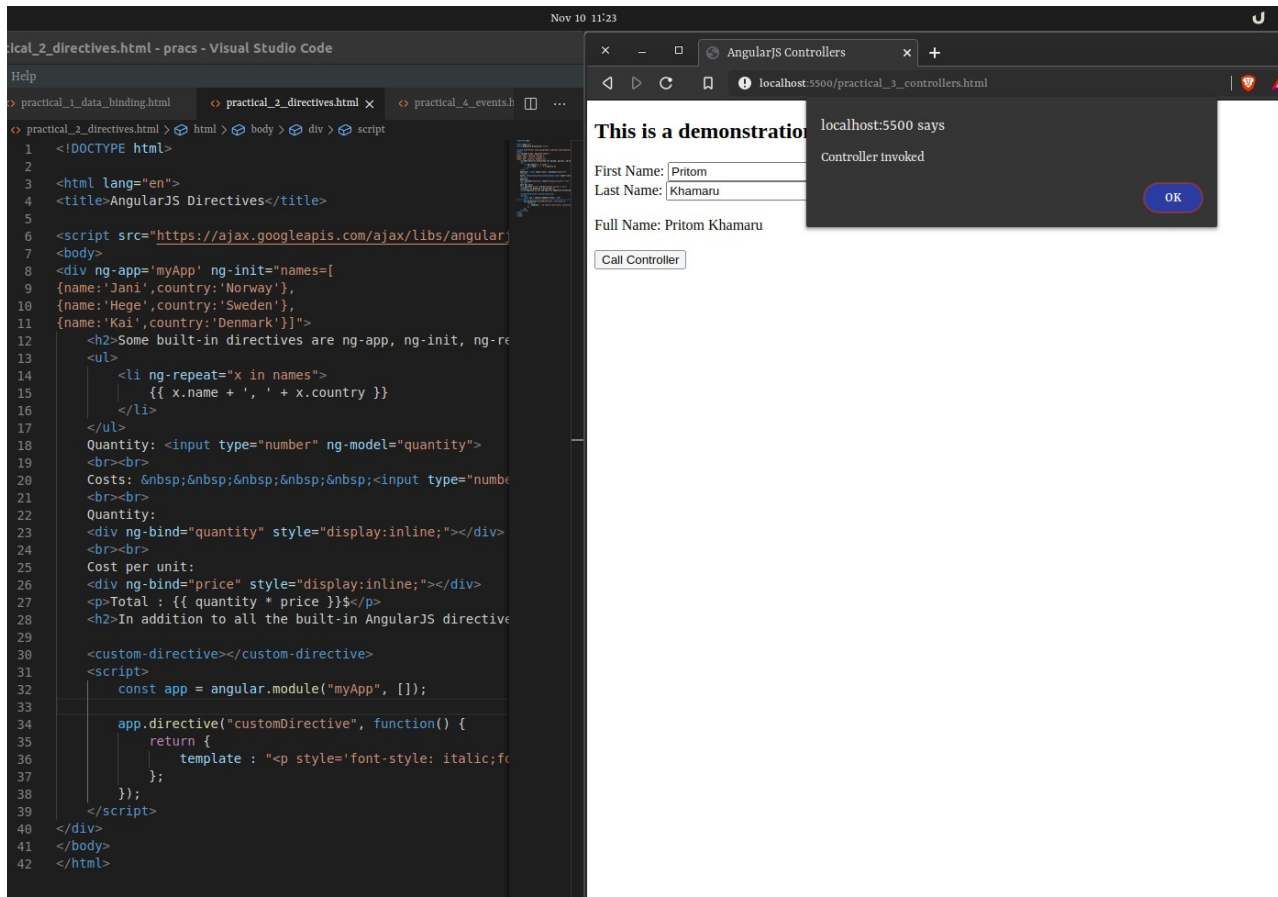 Nov 10 11:23
ical_2_directives.html - pracs - Visual Studio Code
Help
practical_1_data_binding.html practical_2_directives.html practical_4_events.h
practical_2_directives.html > html > body > div > script
1 <!DOCTYPE html>
2
3 <html lang="en">
4 <title>AngularJS Directives</title>
5
6 <script src="https://ajax.googleapis.com/ajax/libs/angularj
7 <body>
8 <div ng-app='myApp' ng-init="names=[
9 {name:'Jani',country:'Norway'},
10 {name:'Hege',country:'Sweden'},
11 {name:'Kai',country:'Denmark'}]">
12 <h2>Some built-in directives are ng-app, ng-init, ng-re
13 <ul>
14 <li ng-repeat="x in names">
15 {{ x.name + ', ' + x.country }}
16 </li>
17 </ul>
18 Quantity: <input type="number" ng-model="quantity">
19 <br><br>
20 Costs: &nbsp;&nbsp;&nbsp;&nbsp;&nbsp;<input type="numbe
21 <br><br>
22 Quantity:
23 <div ng-bind="quantity" style="display:inline;"></div>
24 <br><br>
25 Cost per unit:
26 <div ng-bind="price" style="display:inline;"></div>
27 <p>Total : {{ quantity * price }}$</p>
28 <h2>In addition to all the built-in AngularJS directive
29
30 <custom-directive></custom-directive>
31 <script>
32 const app = angular.module("myApp", []);
33
34 app.directive("customDirective", function() {
35 return {
36 template : "<p style='font-style: italic;fo
37 };
38 });
39 </script>
40 </div>
41 </body>
42 </html>
AngularJS Controllers
localhost:5500/practical_3_controllers.html
This is a demonstration
First Name: Pritom
Last Name: Khamaru
Full Name: Pritom Khamaru
Call Controller
localhost:5500 says
Controller invoked
OK